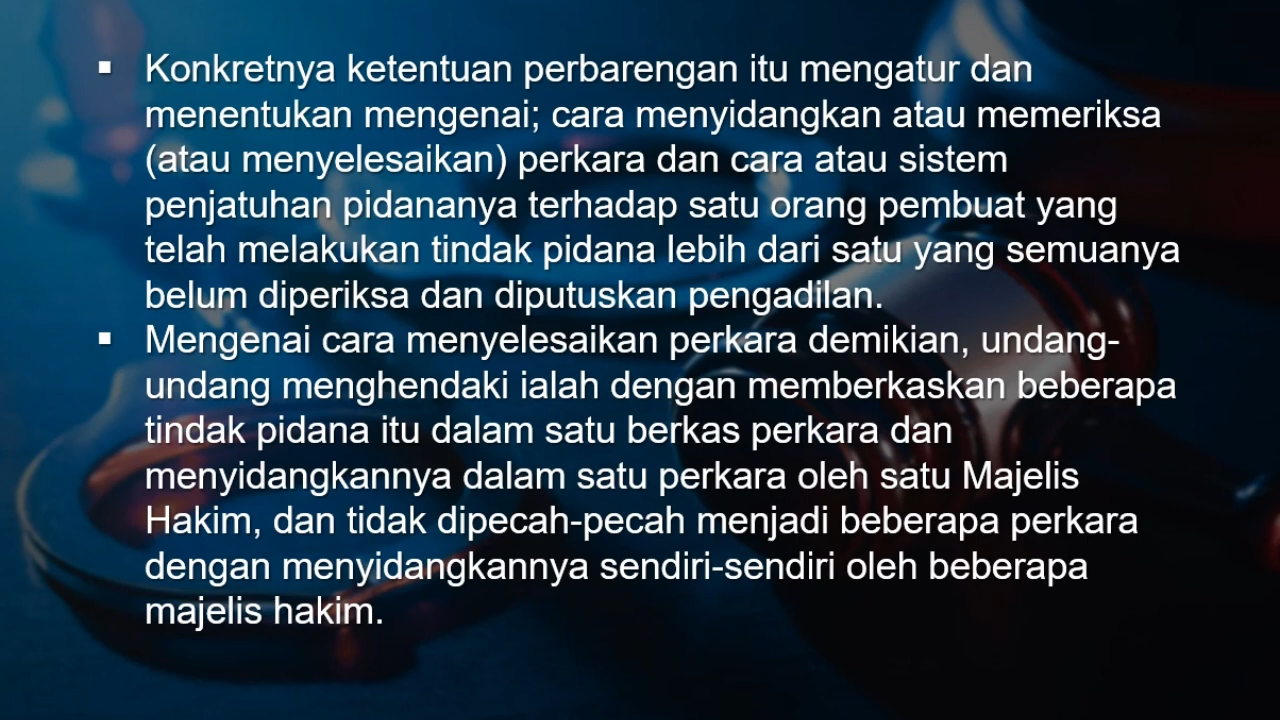 ▪ Konkretnya ketentuan perbarengan itu mengatur dan
menentukan mengenai; cara menyidangkan atau memeriksa
(atau menyelesaikan) perkara dan cara atau sistem
penjatuhan pidananya terhadap satu orang pembuat yang
telah melakukan tindak pidana lebih dari satu yang semuanya
belum diperiksa dan diputuskan pengadilan.
▪ Mengenai cara menyelesaikan perkara demikian, undang-
undang menghendaki ialah dengan memberkaskan beberapa
tindak pidana itu dalam satu berkas perkara dan
menyidangkannya dalam satu perkara oleh satu Majelis
Hakim, dan tidak dipecah-pecah menjadi beberapa perkara
dengan menyidangkannya sendiri-sendiri oleh beberapa
majelis hakim.